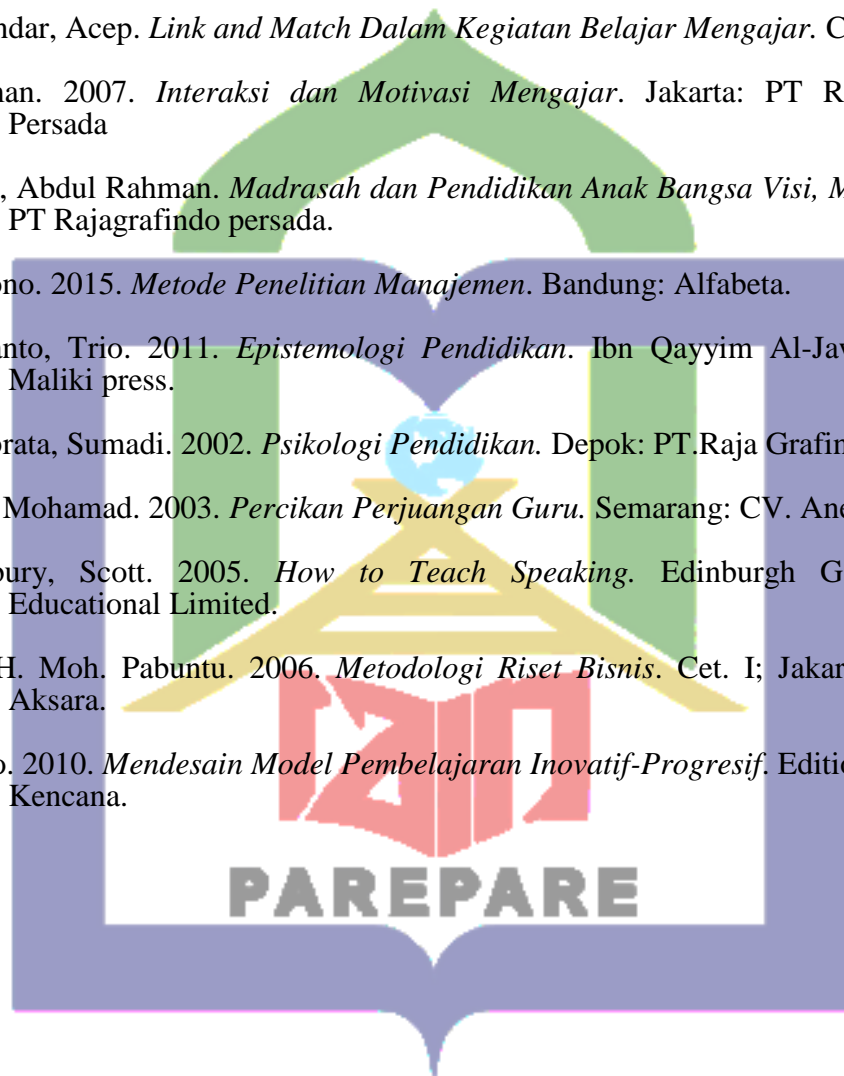 ndar, Acep. Link and Match Dalam Kegiatan Belajar Mengajar. C
nan. 2007. Interaksi dan Motivasi Mengajar. Jakarta: PT R
Persada
, Abdul Rahman. Madrasah dan Pendidikan Anak Bangsa Visi, M
PT Rajagrafindo persada.
ono. 2015. Metode Penelitian Manajemen. Bandung: Alfabeta.
anto, Trio. 2011. Epistemologi Pendidikan. Ibn Qayyim Al-Jav
Maliki press.
brata, Sumadi. 2002. Psikologi Pendidikan. Depok: PT.Raja Grafin
Mohamad. 2003. Percikan Perjuangan Guru. Semarang: CV. Ane
bury, Scott. 2005. How to Teach Speaking. Edinburgh G
Educational Limited.
H. Moh. Pabuntu. 2006. Metodologi Riset Bisnis. Cet. I; Jakar
Aksara.
o. 2010. Mendesain Model Pembelajaran Inovatif-Progresif. Editio
Kencana.
iain
PAREPARE